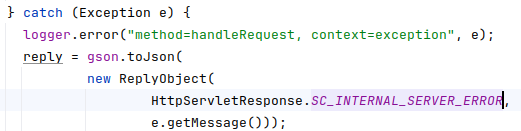 } catch (Exception e) {
logger.error("method=handleRequest, context=exception", e);
reply = gson.toJson(
new ReplyObject(
HttpServletResponse.SC_INTERNAL_SERVER_ERROR,
e.getMessage()));